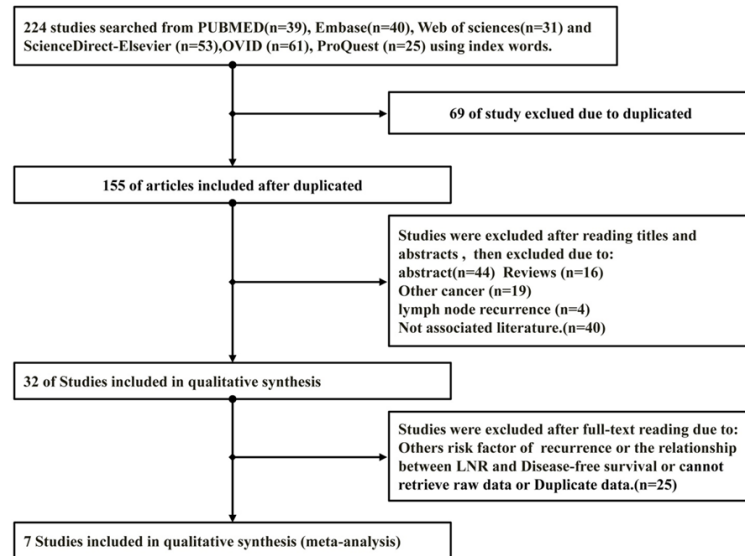 224 studies searched from PUBMED(n=39), Embase(n=40), Web of sciences(n=31) and
ScienceDirect-Elsevier (n=53),OVID (n=61), ProQuest (n=25) using index words.
69 of study exclued due to duplicated
155 of articles included after duplicated
Studies were excluded after reading titles and
abstracts , then excluded due to:
abstract(n=44) Reviews (n=16)
Other cancer (n=19)
lymph node recurrence (n=4)
Not associated literature.(n=40)
32 of Studies included in qualitative synthesis
Studies were excluded after full-text reading due to:
Others risk factor of recurrence or the relationship
between LNR and Disease-free survival or cannot
retrieve raw data or Duplicate data.(n=25)
7 Studies included in qualitative synthesis (meta-analysis)